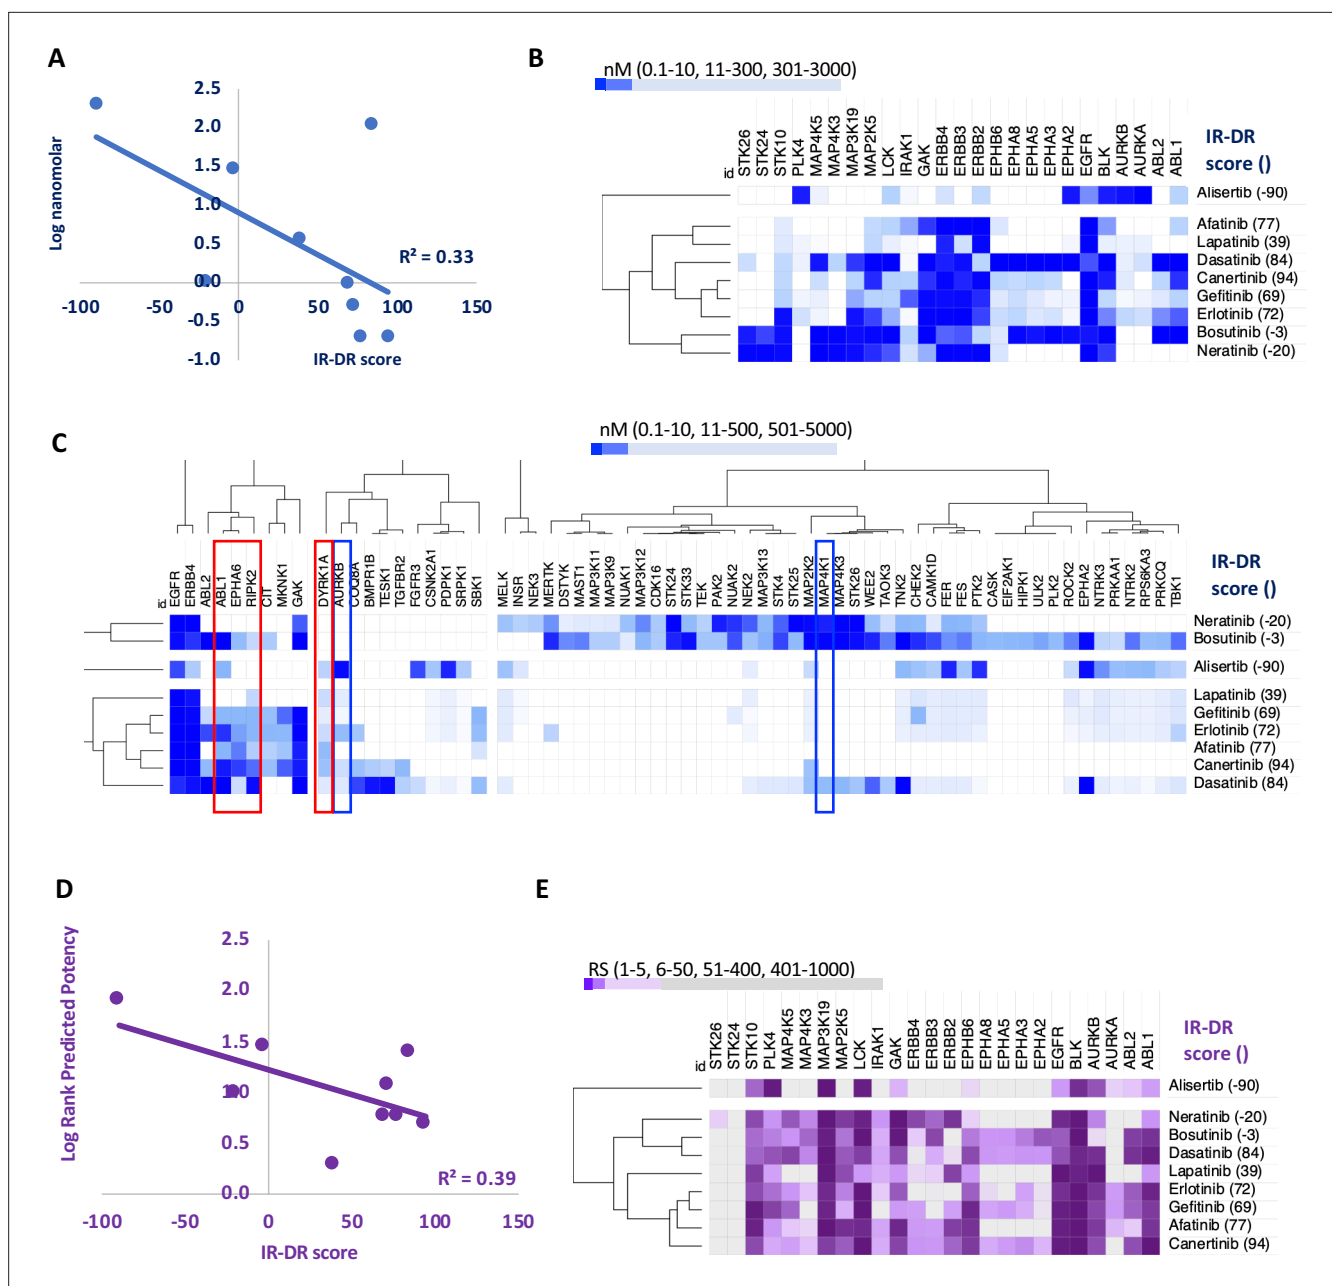 A
2.5
2.0
1.5
1.0
0.5
0.0
-0.5
-1.0
-100
-50
0
50
100
150
Log nanomolar
IR-DR score
R² = 0.33
B
nM (0.1-10, 11-300, 301-3000)
id
STK26
STK24
STK10
PLK4
MAP4K5
MAP4K3
MAP3K19
MAP2K5
LCK
IRAK1
GAK
ERBB4
ERBB3
ERBB2
EPHB6
EPHA8
EPHA5
EPHA3
EPHA2
EGFR
BLK
AURKB
AURKA
ABL2
ABL1
IR-DR
score ()
Alisertib (-90)
Afatinib (77)
Lapatinib (39)
Dasatinib (84)
Canertinib (94)
Gefitinib (69)
Erlotinib (72)
Bosutinib (-3)
Neratinib (-20)
C
nM (0.1-10, 11-500, 501-5000)
id
EGFR
ERBB4
ABL2
ABL1
EPHA6
RIPK2
CIT
MKNK1
GAK
DYRK1A
AURKB
COQ8A
BMPR1B
TESK1
TGFBR2
FGFR3
CSNK2A1
PDPK1
SRPK1
SBK1
MELK
INSR
NEK3
MERTK
DSTYK
MAST1
MAP3K11
MAP3K9
NUAK1
MAP3K12
CDK16
STK24
STK33
TEK
PAK2
NUAK2
NEK2
MAP3K13
STK4
STK25
MAP2K2
MAP4K1
MAP4K3
STK26
WEE2
TAOK3
TNK2
CHEK2
CAMK1D
FER
FES
PTK2
CASK
EIF2AK1
HIPK1
ULK2
PLK2
ROCK2
EPHA2
NTRK3
PRKAA1
NTRK2
RPS6KA3
PRKCQ
TBK1
IR-DR
score ()
Neratinib (-20)
Bosutinib (-3)
Alisertib (-90)
Lapatinib (39)
Gefitinib (69)
Erlotinib (72)
Afatinib (77)
Canertinib (94)
Dasatinib (84)
D
2.5
2.0
1.5
1.0
0.5
0.0
-100
-50
0
50
100
150
Log Rank Predicted Potency
IR-DR score
R² = 0.39
E
RS (1-5, 6-50, 51-400, 401-1000)
id
STK26
STK24
STK10
PLK4
MAP4K5
MAP4K3
MAP3K19
MAP2K5
LCK
IRAK1
GAK
ERBB4
ERBB3
ERBB2
EPHB6
EPHA8
EPHA5
EPHA3
EPHA2
EGFR
BLK
AURKB
AURKA
ABL2
ABL1
IR-DR
score ()
Alisertib (-90)
Neratinib (-20)
Bosutinib (-3)
Dasatinib (84)
Lapatinib (39)
Erlotinib (72)
Gefitinib (69)
Afatinib (77)
Canertinib (94)